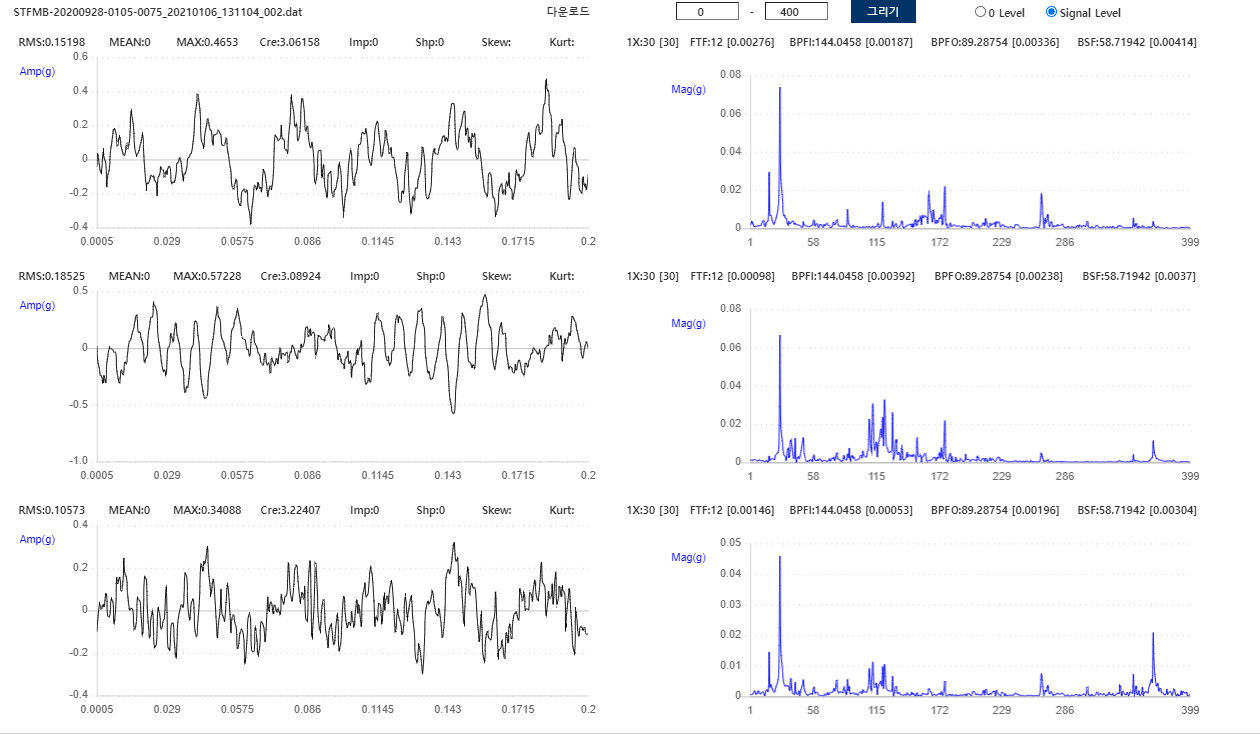 STFMB-20200928-0105-0075_20210106_131104_002.dat 다운로드 0 - 400 그리기 0 Level Signal Level
RMS:0.15198 MEAN:0 MAX:0.4653 Cre:3.06158 Imp:0 Shp:0 Skew: Kurt:
Amp(g)
0.6
0.4
0.2
0
-0.2
-0.4
0.0005 0.029 0.0575 0.086 0.1145 0.143 0.1715 0.2
1X:30 [30] FTF:12 [0.00276] BPFI:144.0458 [0.00187] BPFO:89.28754 [0.00336] BSF:58.71942 [0.00414]
Mag(g)
0.08
0.06
0.04
0.02
0
1 58 115 172 229 286 399
RMS:0.18525 MEAN:0 MAX:0.57228 Cre:3.08924 Imp:0 Shp:0 Skew: Kurt:
Amp(g)
0.5
0
-0.5
-1.0
0.0005 0.029 0.0575 0.086 0.1145 0.143 0.1715 0.2
1X:30 [30] FTF:12 [0.00098] BPFI:144.0458 [0.00392] BPFO:89.28754 [0.00238] BSF:58.71942 [0.0037]
Mag(g)
0.08
0.06
0.04
0.02
0
1 58 115 172 229 286 399
RMS:0.10573 MEAN:0 MAX:0.34088 Cre:3.22407 Imp:0 Shp:0 Skew: Kurt:
Amp(g)
0.4
0.2
0
-0.2
-0.4
0.0005 0.029 0.0575 0.086 0.1145 0.143 0.1715 0.2
1X:30 [30] FTF:12 [0.00146] BPFI:144.0458 [0.00053] BPFO:89.28754 [0.00196] BSF:58.71942 [0.00304]
Mag(g)
0.05
0.04
0.03
0.02
0.01
0
1 58 115 172 229 286 399